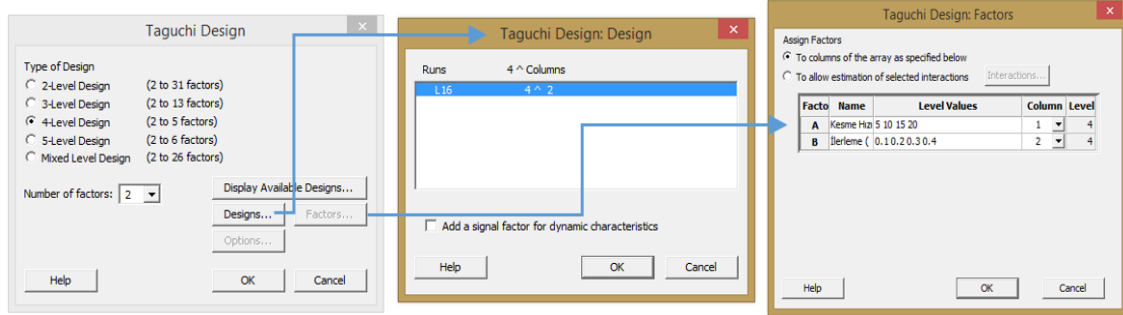 Taguchi Design
Type of Design
2-Level Design (2 to 31 factors)
3-Level Design (2 to 13 factors)
4-Level Design (2 to 5 factors)
5-Level Design (2 to 6 factors)
Mixed Level Design (2 to 26 factors)
Number of factors: 2
Display Available Designs...
Designs... Factors...
Options...
Help OK Cancel
Taguchi Design: Design
Runs 4 ^ Columns
L16 4 ^ 2
Add a signal factor for dynamic characteristics
Help OK Cancel
Taguchi Design: Factors
Assign Factors
To columns of the array as specified below
To allow estimation of selected interactions Interactions...
Facto Name Level Values Column Level
A Kesme Hızı 5 10 15 20 1 4
B İlerleme ( 0.1 0.2 0.3 0.4 2 4
Help OK Cancel